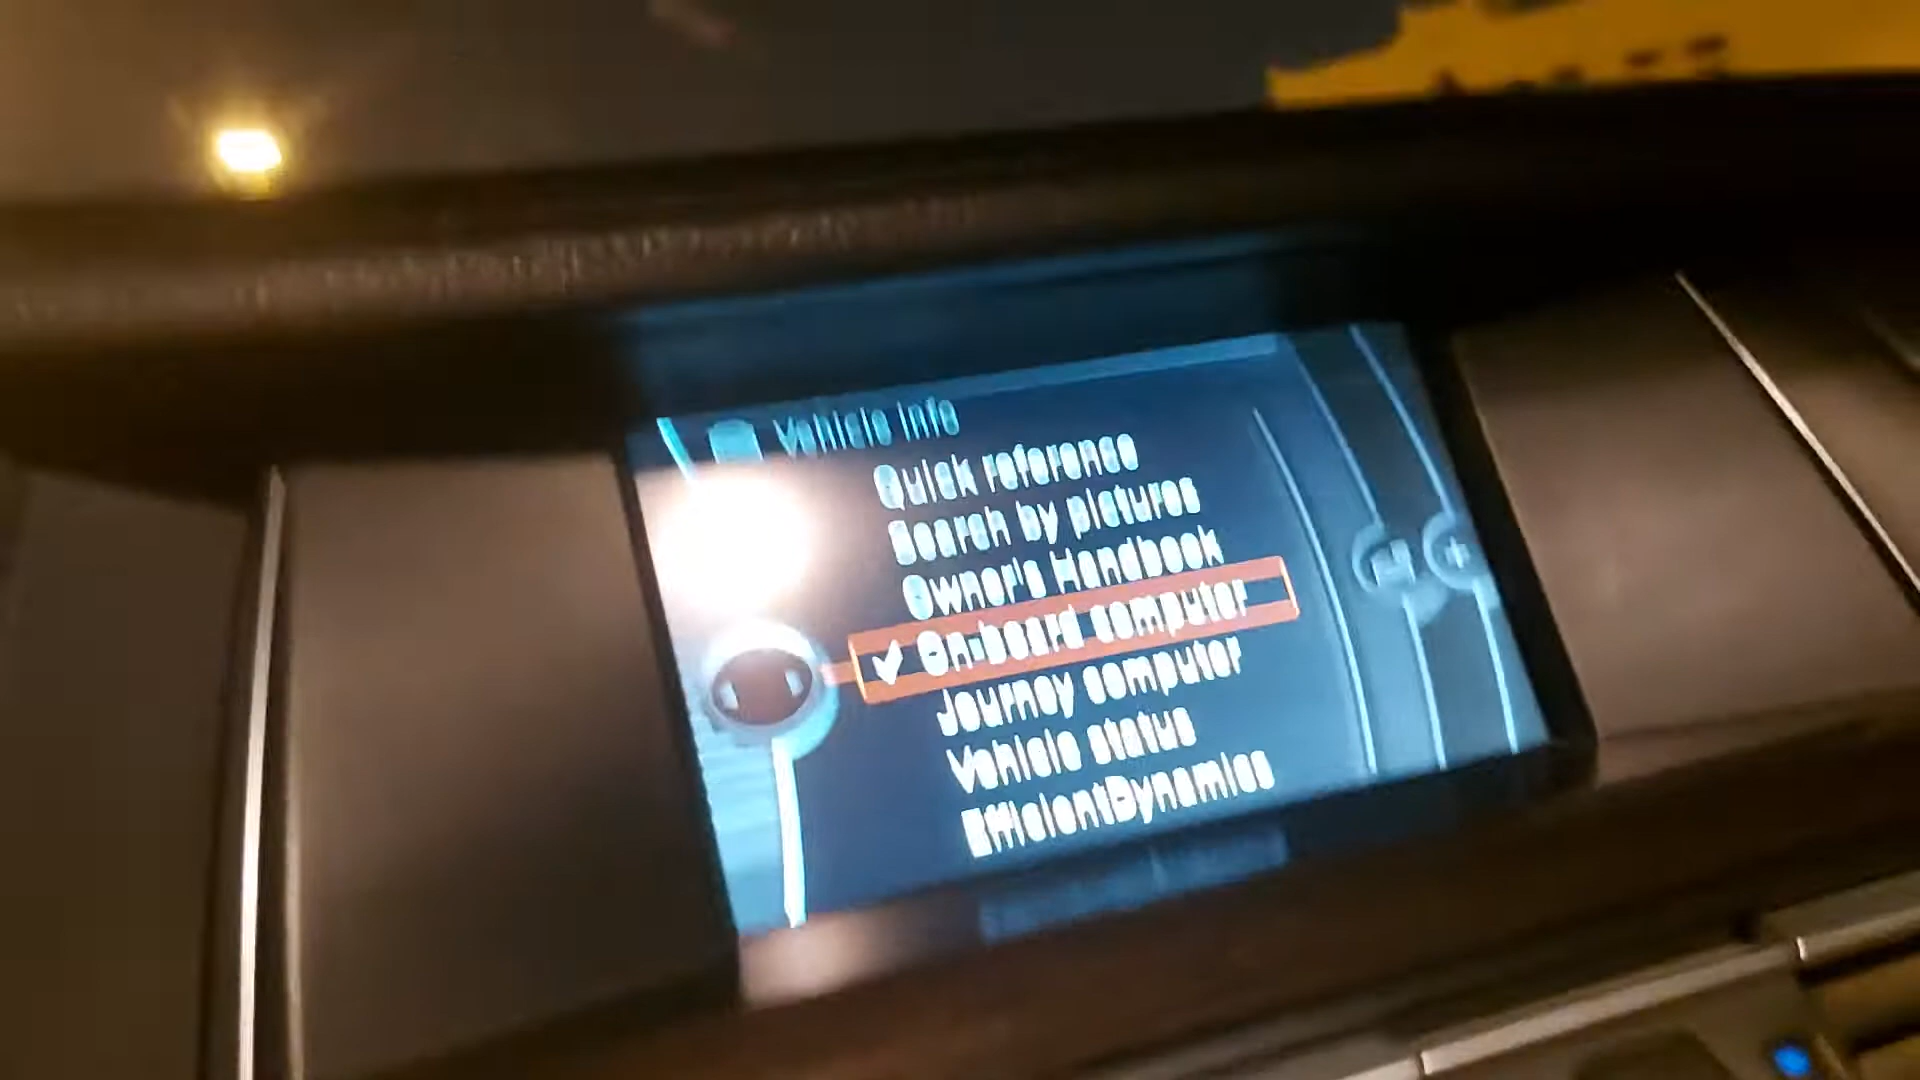 Vehicle info
Quick reference
Search by pictures
Owner's Handbook
On-board computer
Journey computer
Vehicle status
EfficientDynamics